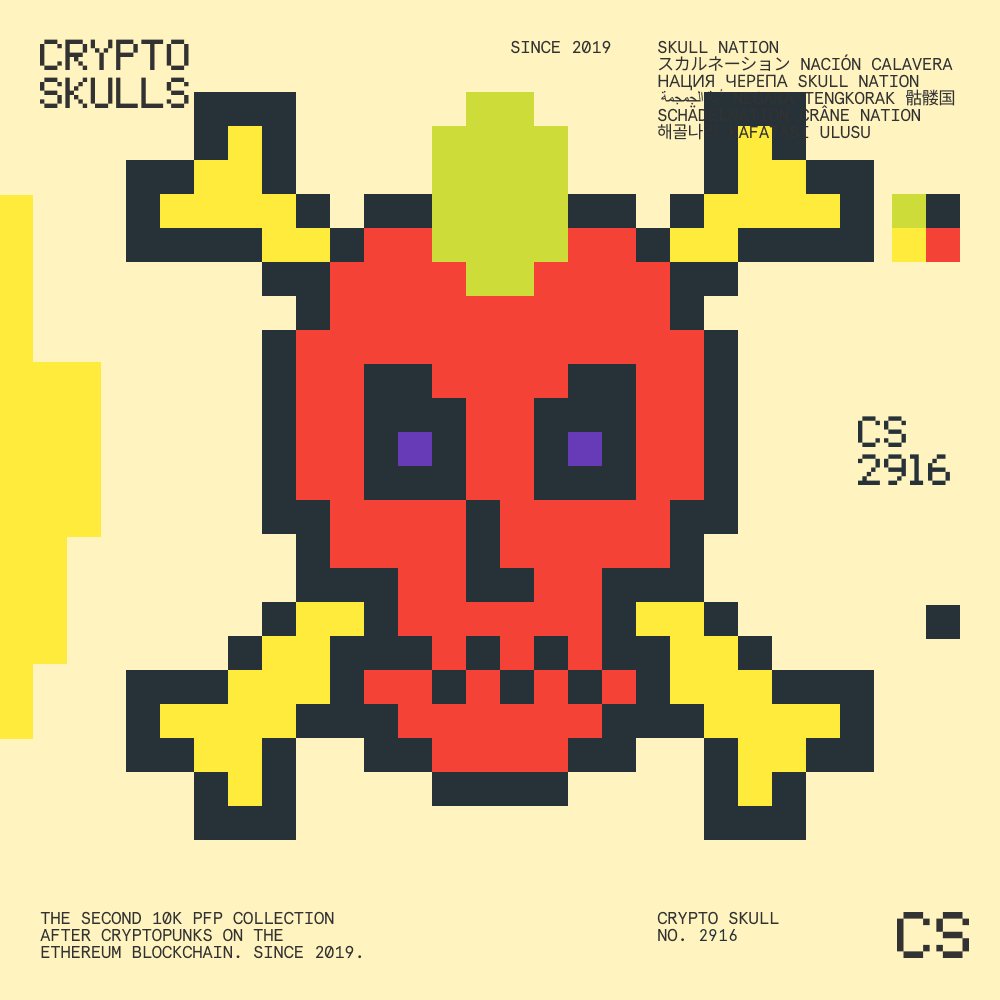 CRYPTO
SKULLS
SINCE 2019
SKULL NATION
スカルネーション NACIÓN CALAVERA
НАЦИЯ ЧЕРЕПА SKULL NATION
الجمجمة TENGKORAK 骷髅国
CRÂNE NATION
해골나 ULUSU
CS
2916
THE SECOND 10K PFP COLLECTION
AFTER CRYPTOPUNKS ON THE
ETHEREUM BLOCKCHAIN. SINCE 2019.
CRYPTO SKULL
NO. 2916
CS